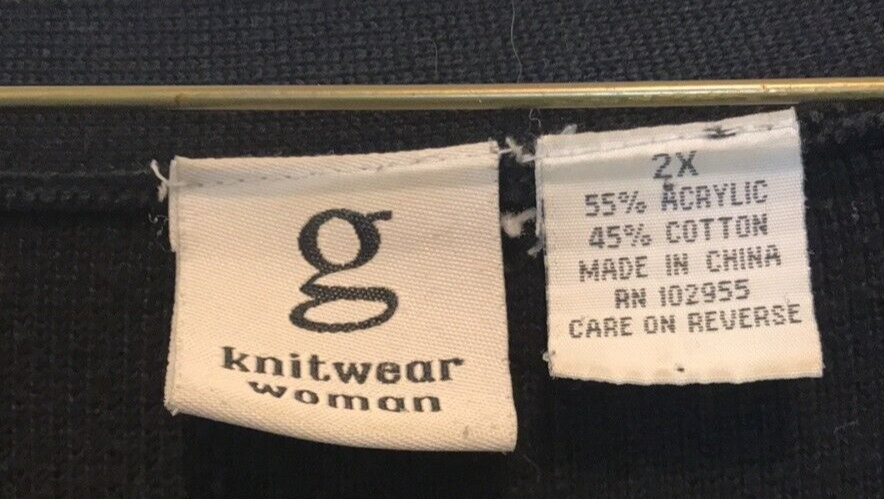 g
knitwear
woman
2X
55% ACRYLIC
45% COTTON
MADE IN CHINA
RN 102955
CARE ON REVERSE